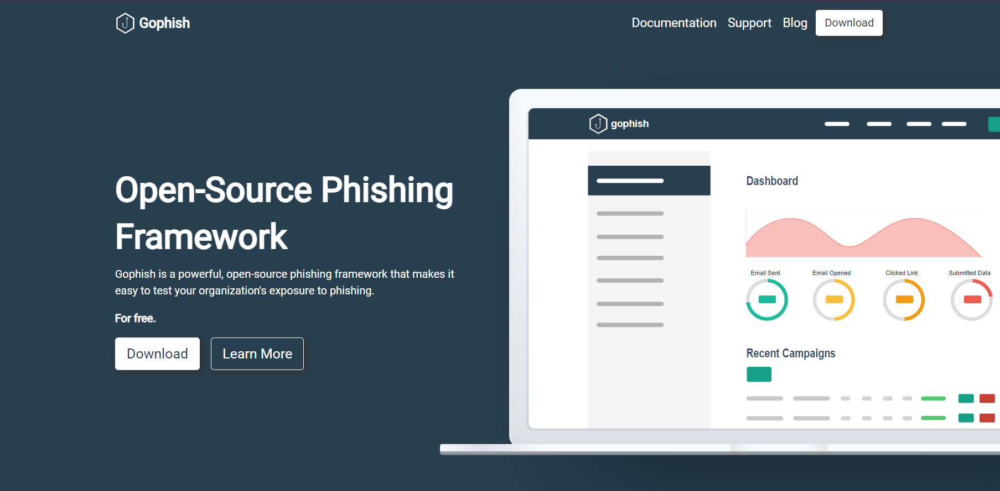 Gophish
Documentation Support Blog Download
gophish
Open-Source Phishing
Framework
Gophish is a powerful, open-source phishing framework that makes it
easy to test your organization's exposure to phishing.
For free.
Download Learn More
Dashboard
Email Sent Email Opened Clicked Link Submitted Data
Recent Campaigns